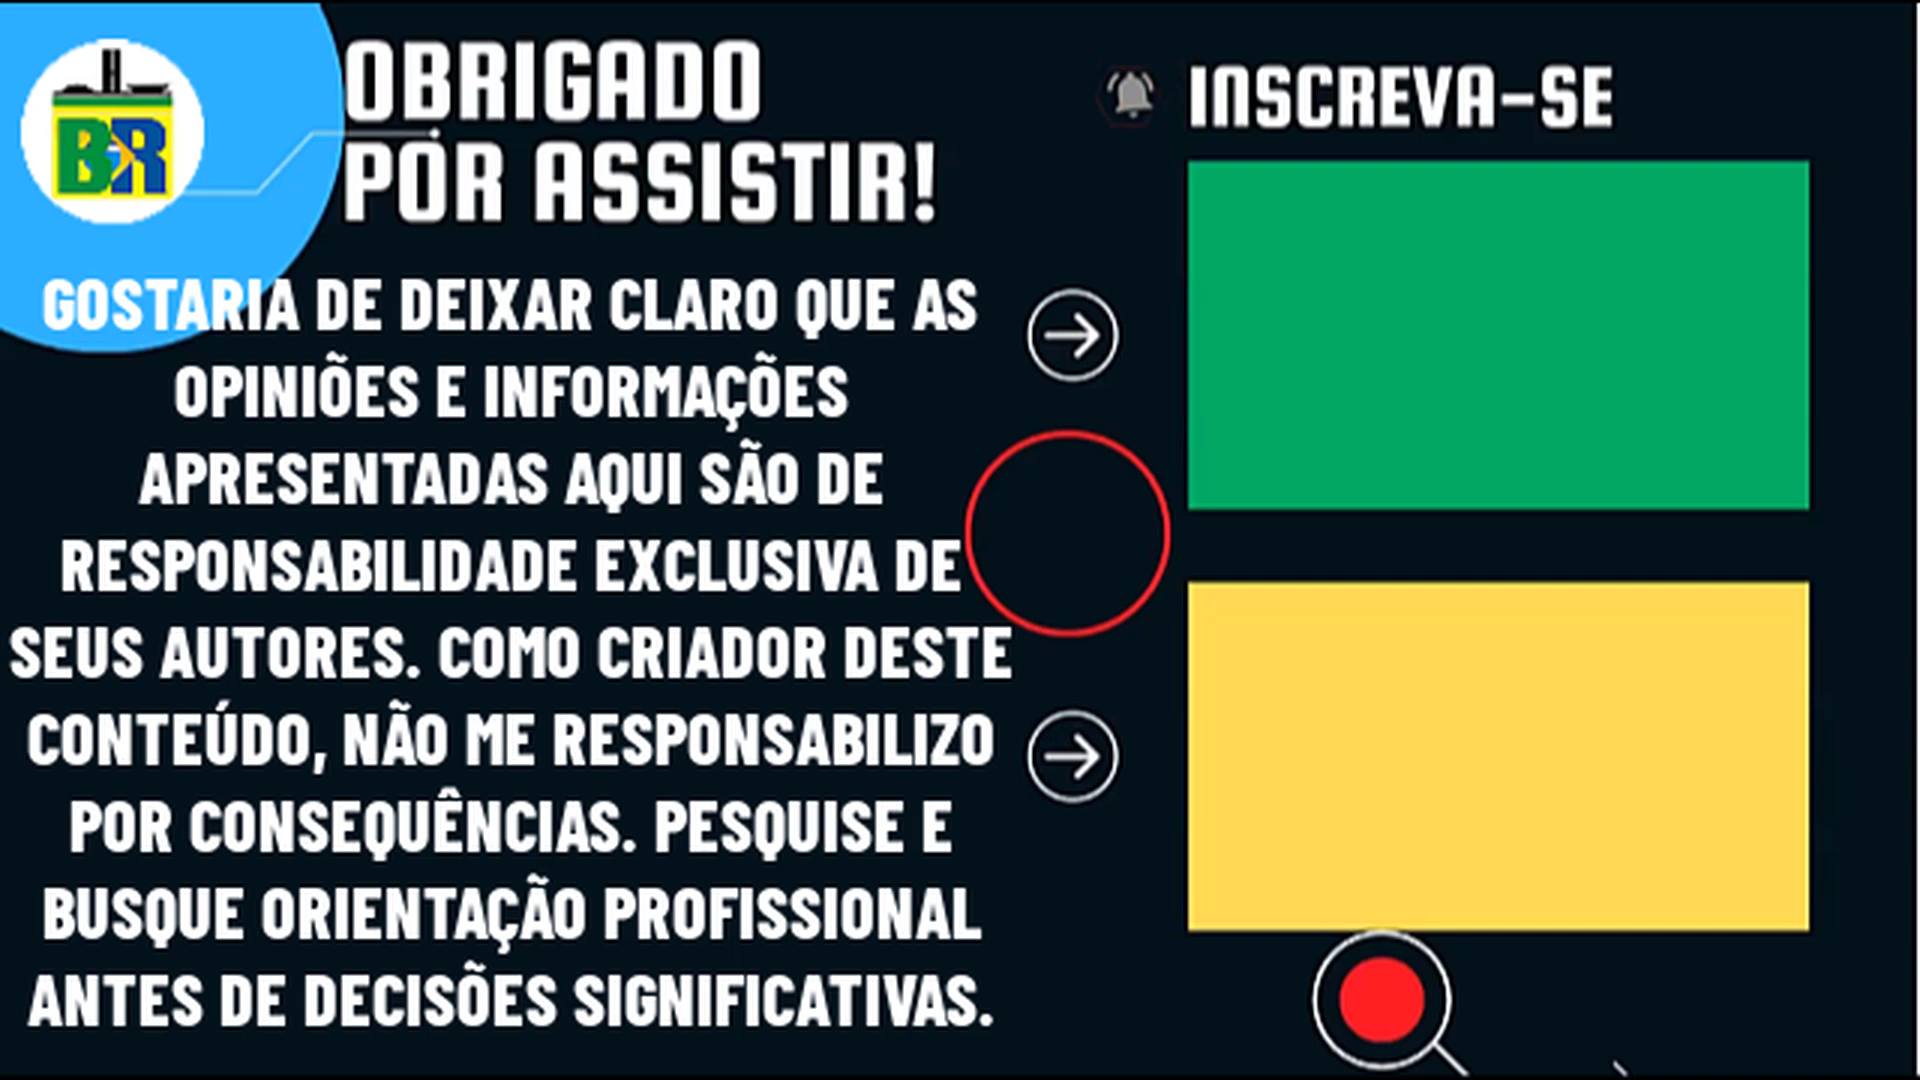 BR
OBRIGADO
POR ASSISTIR!
GOSTARIA DE DEIXAR CLARO QUE AS
OPINIÕES E INFORMAÇÕES
APRESENTADAS AQUI SÃO DE
RESPONSABILIDADE EXCLUSIVA DE
SEUS AUTORES. COMO CRIADOR DESTE
CONTEÚDO, NÃO ME RESPONSABILIZO
POR CONSEQUÊNCIAS. PESQUISE E
BUSQUE ORIENTAÇÃO PROFISSIONAL
ANTES DE DECISÕES SIGNIFICATIVAS.
INSCREVA-SE